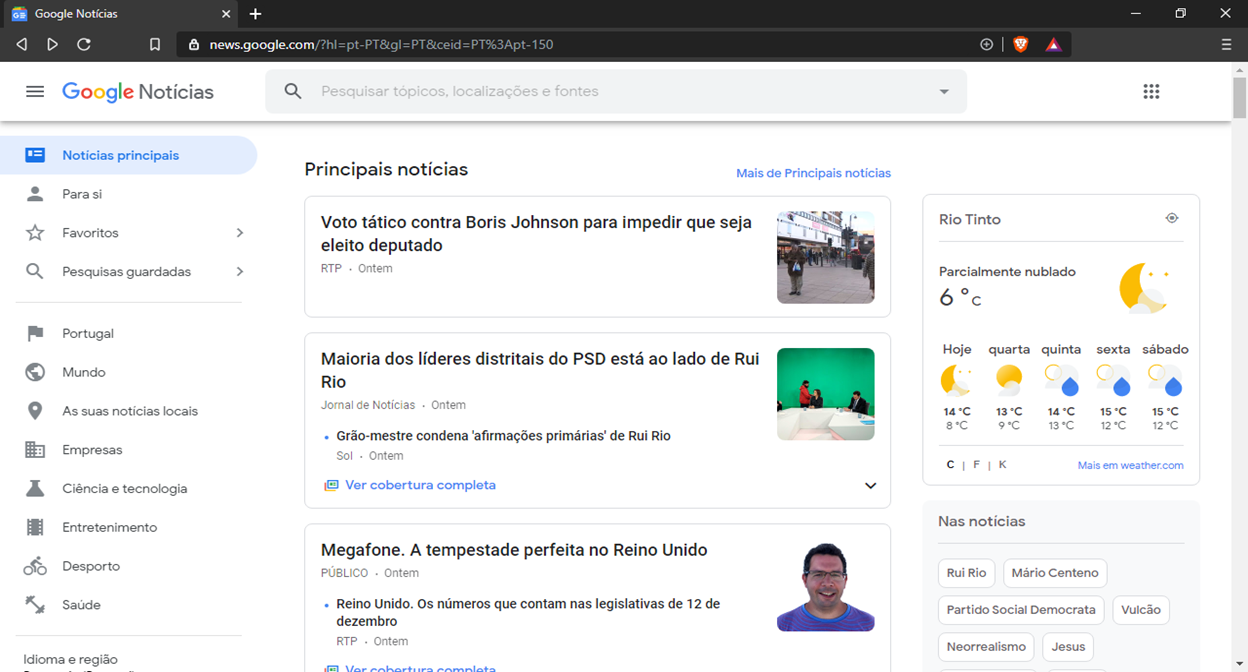 Google Notícias
news.google.com/?hl=pt-PT&gl=PT&ceid=PT%3Apt-150
Google Notícias
Pesquisar tópicos, localizações e fontes
Notícias principais
Para si
Favoritos
Pesquisas guardadas
Portugal
Mundo
As suas notícias locais
Empresas
Ciência e tecnologia
Entretenimento
Desporto
Saúde
Idioma e região
Principais notícias
Mais de Principais notícias
Voto tático contra Boris Johnson para impedir que seja
eleito deputado
RTP · Ontem
Maioria dos líderes distritais do PSD está ao lado de Rui
Rio
Jornal de Notícias · Ontem
Grão-mestre condena 'afirmações primárias' de Rui Rio
Sol · Ontem
Ver cobertura completa
Megafone. A tempestade perfeita no Reino Unido
PÚBLICO · Ontem
Reino Unido. Os números que contam nas legislativas de 12 de
dezembro
RTP · Ontem
Ver cobertura completa
Rio Tinto
Parcialmente nublado
6 °C
Hoje quarta quinta sexta sábado
14 °C 13 °C 14 °C 15 °C 15 °C
8 °C 9 °C 13 °C 12 °C 12 °C
C | F | K Mais em weather.com
Nas notícias
Rui Rio Mário Centeno
Partido Social Democrata Vulcão
Neorrealismo Jesus